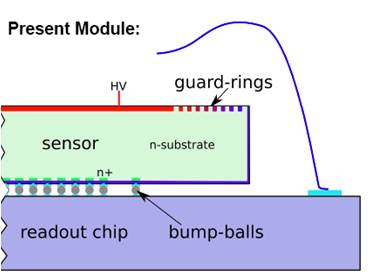 Present Module:
HV
guard-rings
sensor
n-substrate
n+
readout chip
bump-balls